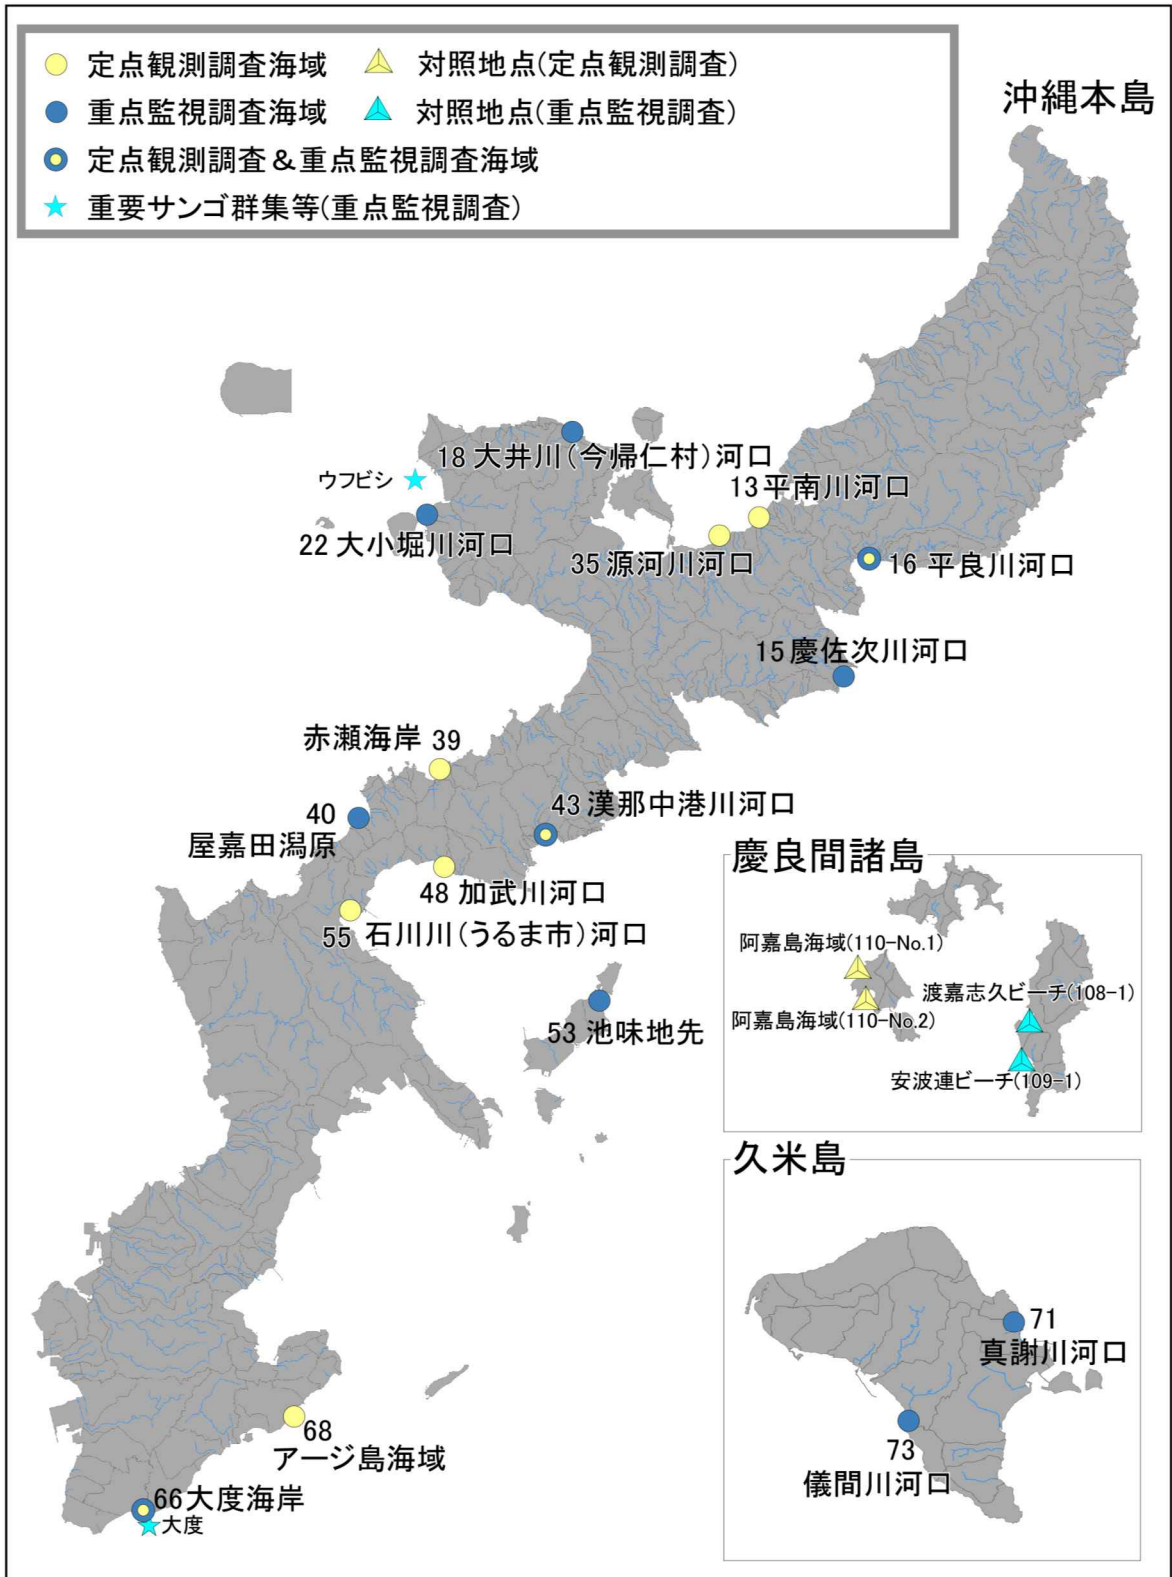 定点観測調査海域 対照地点(定点観測調査)
重点監視調査海域 対照地点(重点監視調査)
定点観測調査&重点監視調査海域
重要サンゴ群集等(重点監視調査)
沖縄本島
18 大井川(今帰仁村)河口
ウフビシ
13 平南川河口
22 大小堀川河口
35 源河川河口
16 平良川河口
15 慶佐次川河口
赤瀬海岸 39
40
屋嘉田潟原
43 漢那中港川河口
48 加武川河口
55 石川川(うるま市)河口
53 池味地先
慶良間諸島
阿嘉島海域(110-No.1)
渡嘉志久ビーチ(108-1)
阿嘉島海域(110-No.2)
安波連ビーチ(109-1)
久米島
71
真謝川河口
73
儀間川河口
68
アージ島海域
66 大度海岸
大度